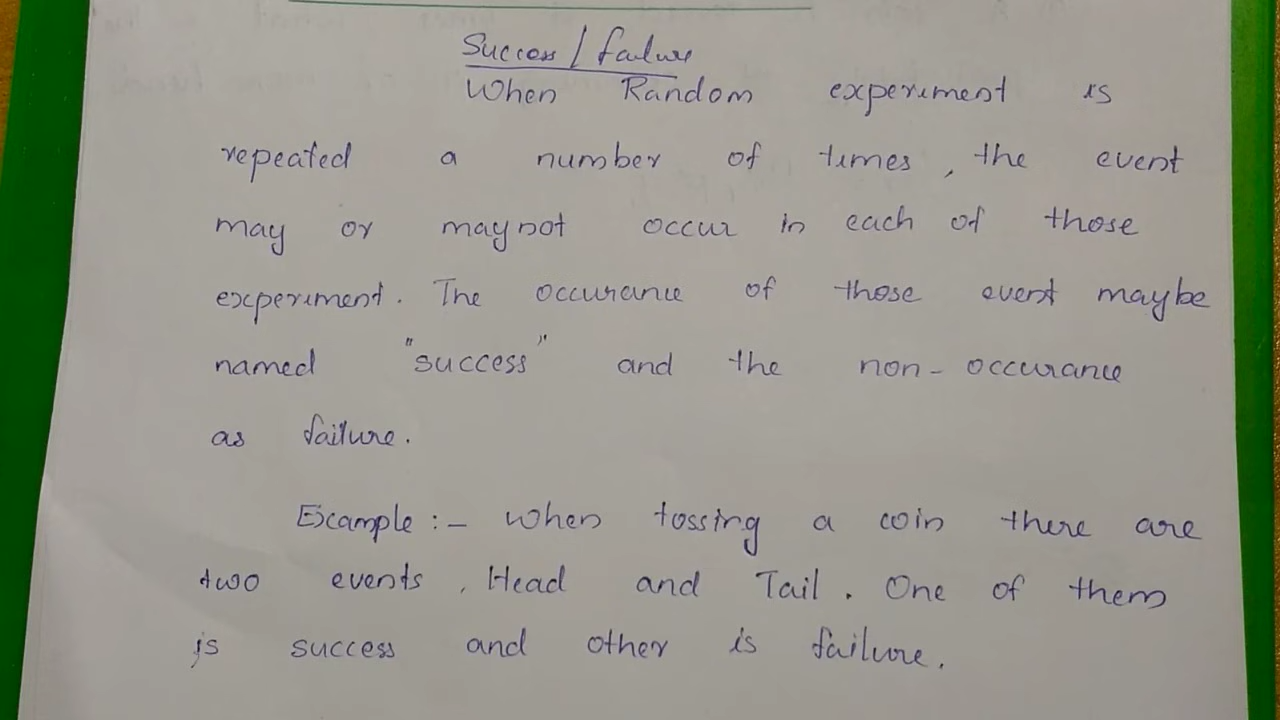 Success / failure
When Random experiment is
repeated a number of times, the event
may or maynot occur in each of those
experiment. The occurance of those event maybe
named "success" and the non-occurance
as failure.
Example :- When tossing a coin there are
two events, Head and Tail. One of them
is success and other is failure.